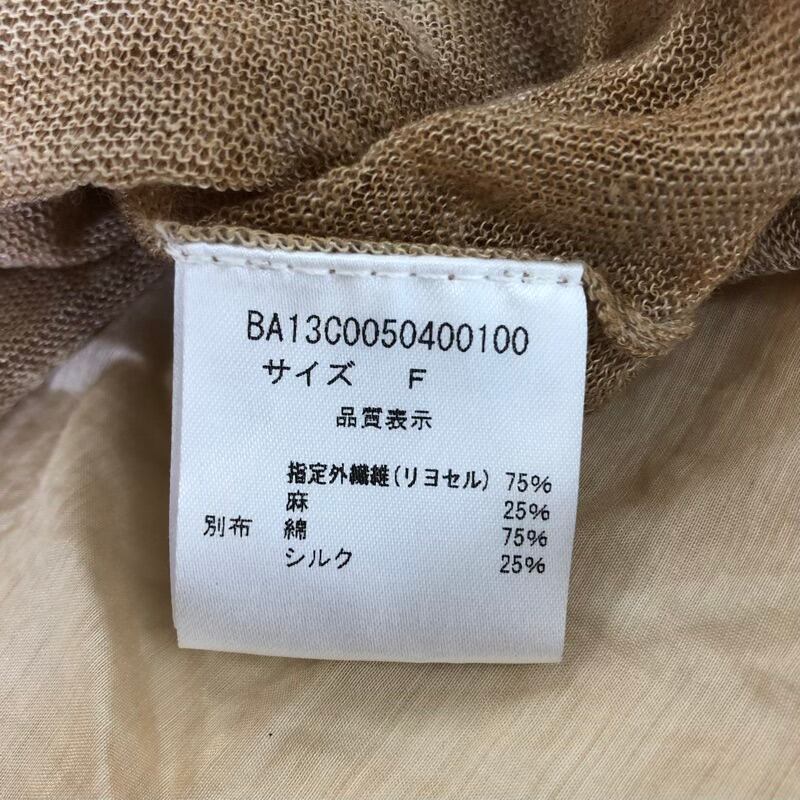 BA13C0050400100
サイズ F
品質表示
指定外繊維(リヨセル) 75%
麻 25%
別布 綿 75%
シルク 25%